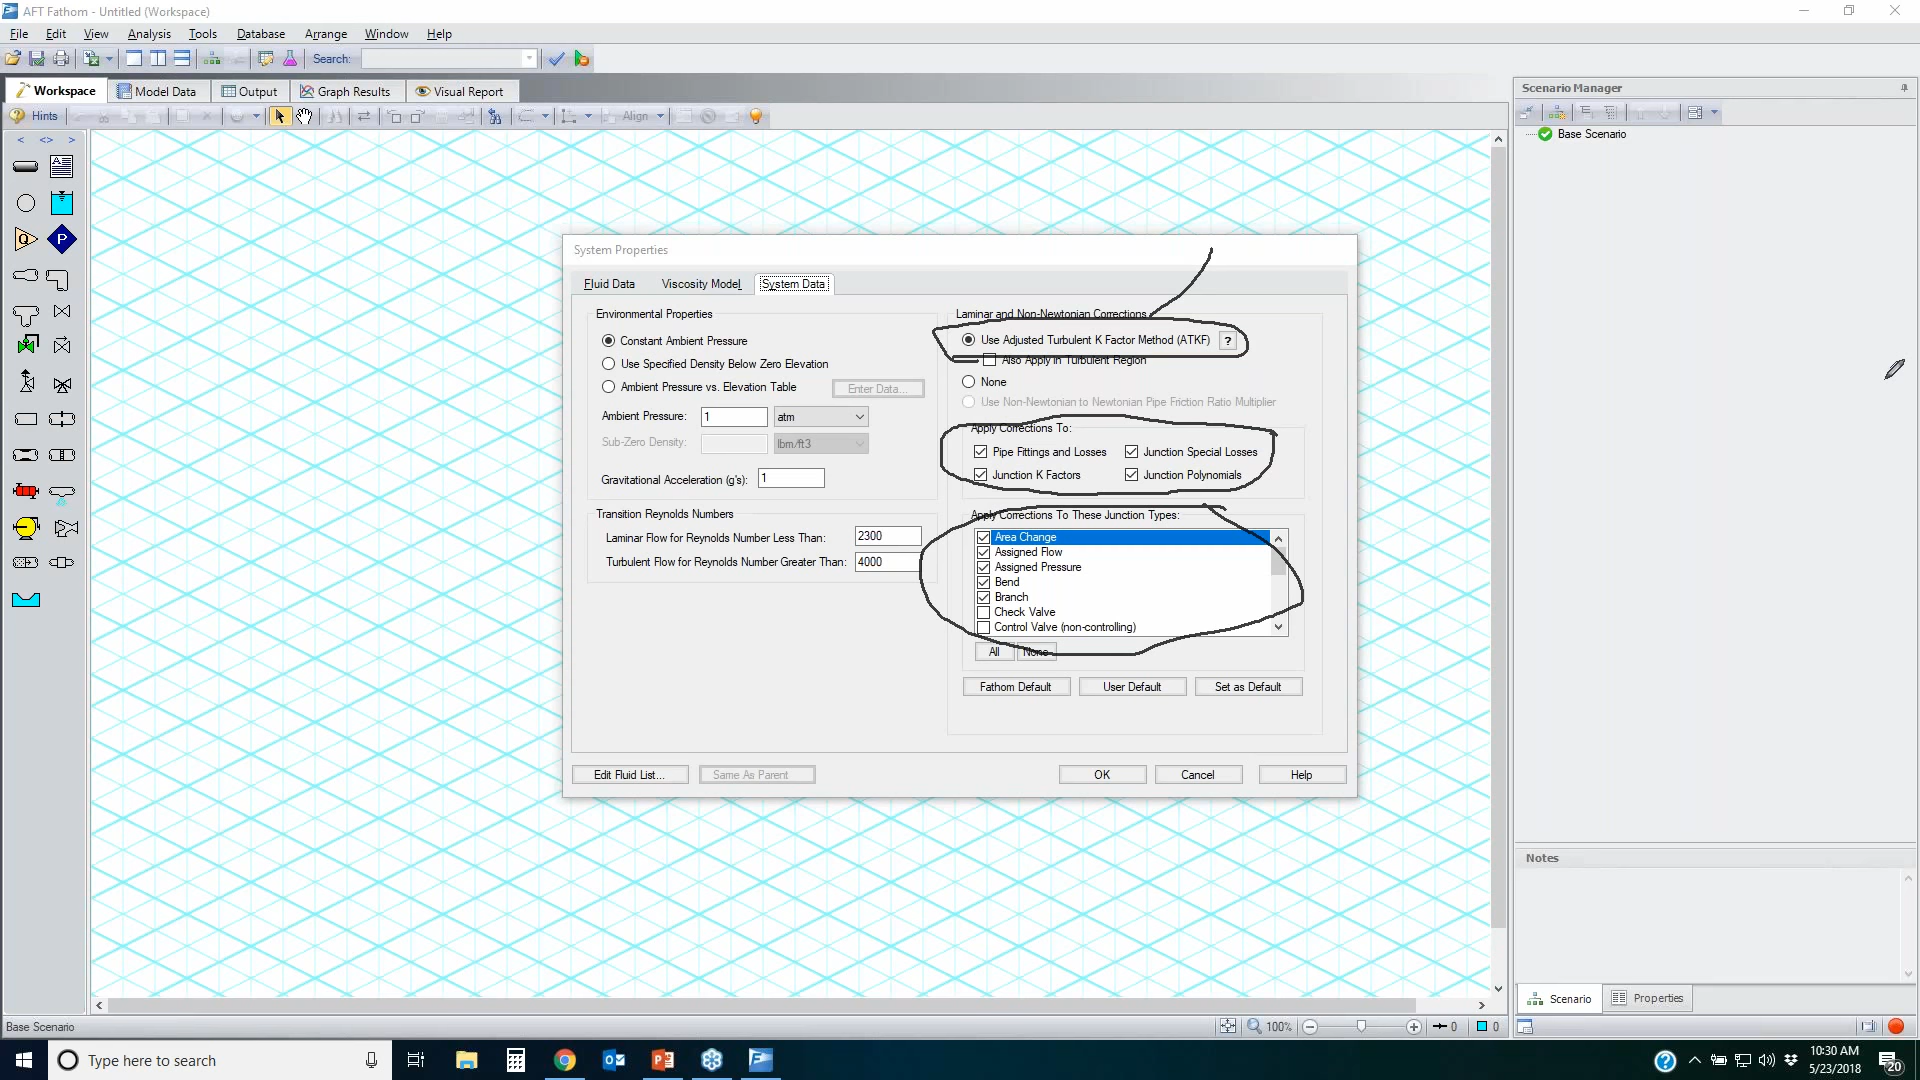 AFT Fathom - Untitled (Workspace)
File Edit View Analysis Tools Database Arrange Window Help
Search:
Workspace Model Data Output Graph Results Visual Report
Hints Align
< <> >
A
Q P
Scenario Manager
Base Scenario
System Properties
Fluid Data Viscosity Model System Data
Environmental Properties
Constant Ambient Pressure
Use Specified Density Below Zero Elevation
Ambient Pressure vs. Elevation Table Enter Data...
Ambient Pressure: 1 atm
Sub-Zero Density: lbm/ft3
Gravitational Acceleration (g's): 1
Transition Reynolds Numbers
Laminar Flow for Reynolds Number Less Than: 2300
Turbulent Flow for Reynolds Number Greater Than: 4000
Laminar and Non-Newtonian Corrections
Use Adjusted Turbulent K Factor Method (ATKF) ?
Also Apply in Turbulent Region
None
Use Non-Newtonian to Newtonian Pipe Friction Ratio Multiplier
Apply Corrections To:
Pipe Fittings and Losses Junction Special Losses
Junction K Factors Junction Polynomials
Apply Corrections To These Junction Types:
Area Change
Assigned Flow
Assigned Pressure
Bend
Branch
Check Valve
Control Valve (non-controlling)
All None
Fathom Default User Default Set as Default
Edit Fluid List... Same As Parent OK Cancel Help
Notes
Scenario Properties
Base Scenario 100% 0 0
Type here to search
10:30 AM
5/23/2018
20